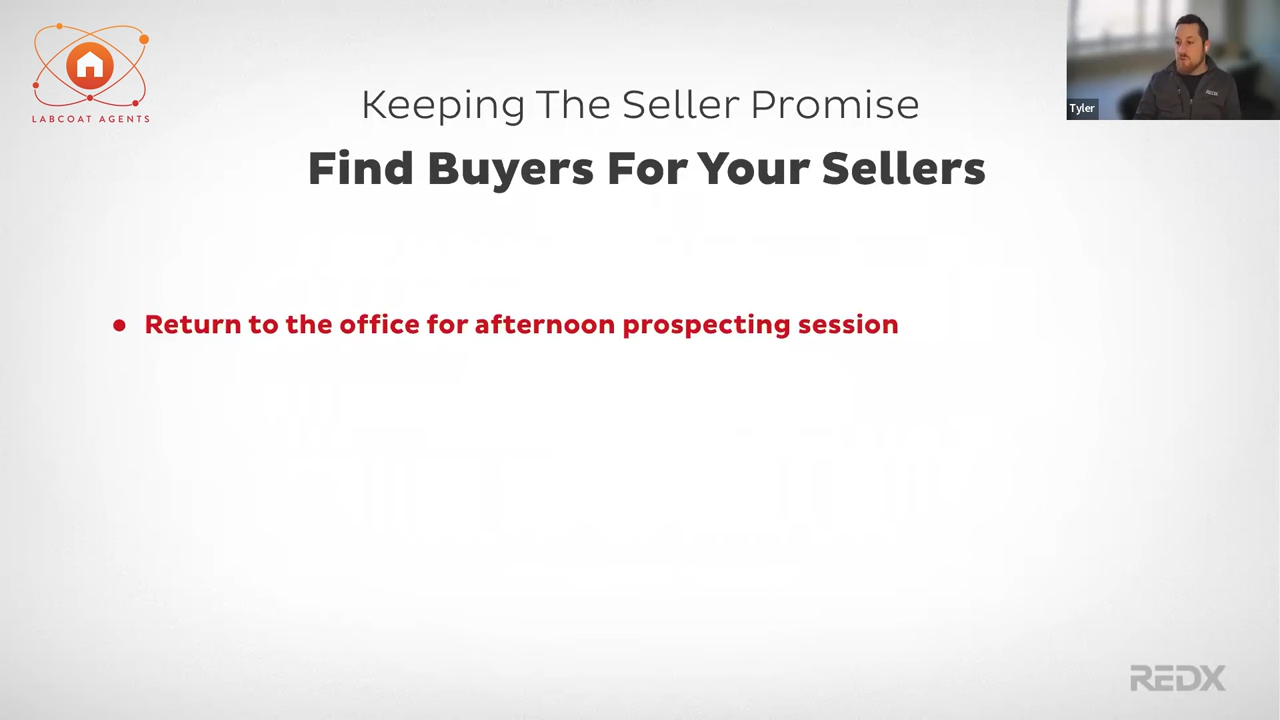 LABCOAT AGENTS
Keeping The Seller Promise
Find Buyers For Your Sellers
Tyler
REDX
• Return to the office for afternoon prospecting session
REDX